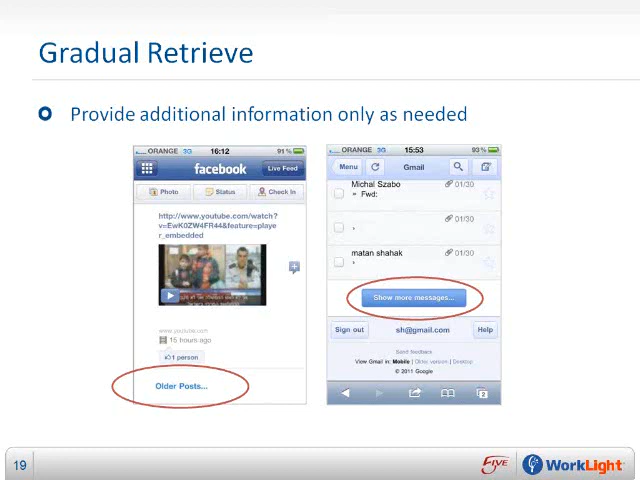 Gradual Retrieve
Provide additional information only as needed
ORANGE 3G 16:12 91%
facebook
Live Feed
Photo
Status
Check In
http://www.youtube.com/watch?
v=EwK0ZW4FR44&feature=playe
r_embedded
www.youtube.com
15 hours ago
1 person
Older Posts...
ORANGE 3G 15:53 93%
Menu
Gmail
Michal Szabo 01/30
» Fwd:
01/30
matan shahak 01/30
Show more messages...
Sign out
sh@gmail.com
Help
Send feedback
View Gmail in: Mobile | Older version | Desktop
© 2011 Google
2
19
FIVE
WorkLight